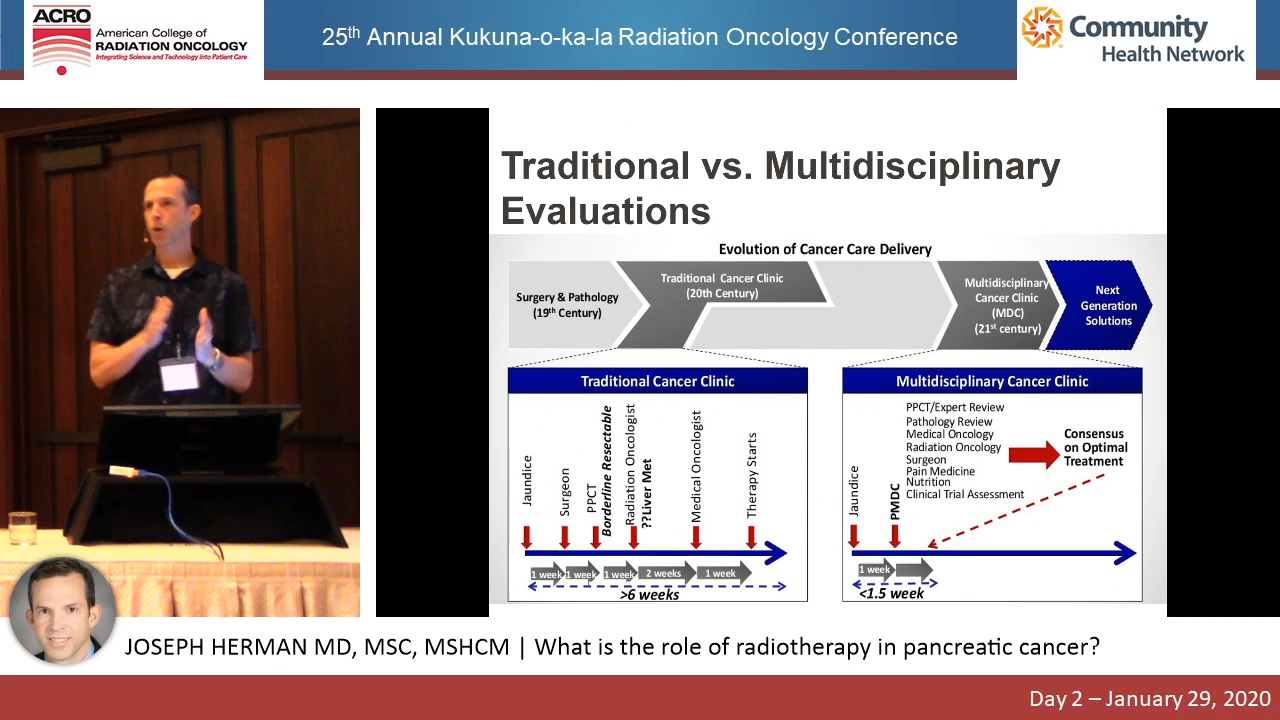 ACRO
American College of
RADIATION ONCOLOGY
Integrating Science and Technology Into Patient Care
25th Annual Kukuna-o-ka-la Radiation Oncology Conference
Community
Health Network
Traditional vs. Multidisciplinary
Evaluations
Evolution of Cancer Care Delivery
Surgery & Pathology
(19th Century)
Traditional Cancer Clinic
(20th Century)
Multidisciplinary
Cancer Clinic
(MDC)
(21st century)
Next
Generation
Solutions
Traditional Cancer Clinic
Jaundice
Surgeon
PPCT
Borderline Resectable
Radiation Oncologist
??Liver Met
Medical Oncologist
Therapy Starts
1 week
1 week
1 week
2 weeks
1 week
>6 weeks
Multidisciplinary Cancer Clinic
PPCT/Expert Review
Pathology Review
Medical Oncology
Radiation Oncology
Surgeon
Pain Medicine
Nutrition
Clinical Trial Assessment
Consensus
on Optimal
Treatment
Jaundice
PMDC
1 week
<1.5 week
JOSEPH HERMAN MD, MSC, MSHCM | What is the role of radiotherapy in pancreatic cancer?
Day 2 – January 29, 2020